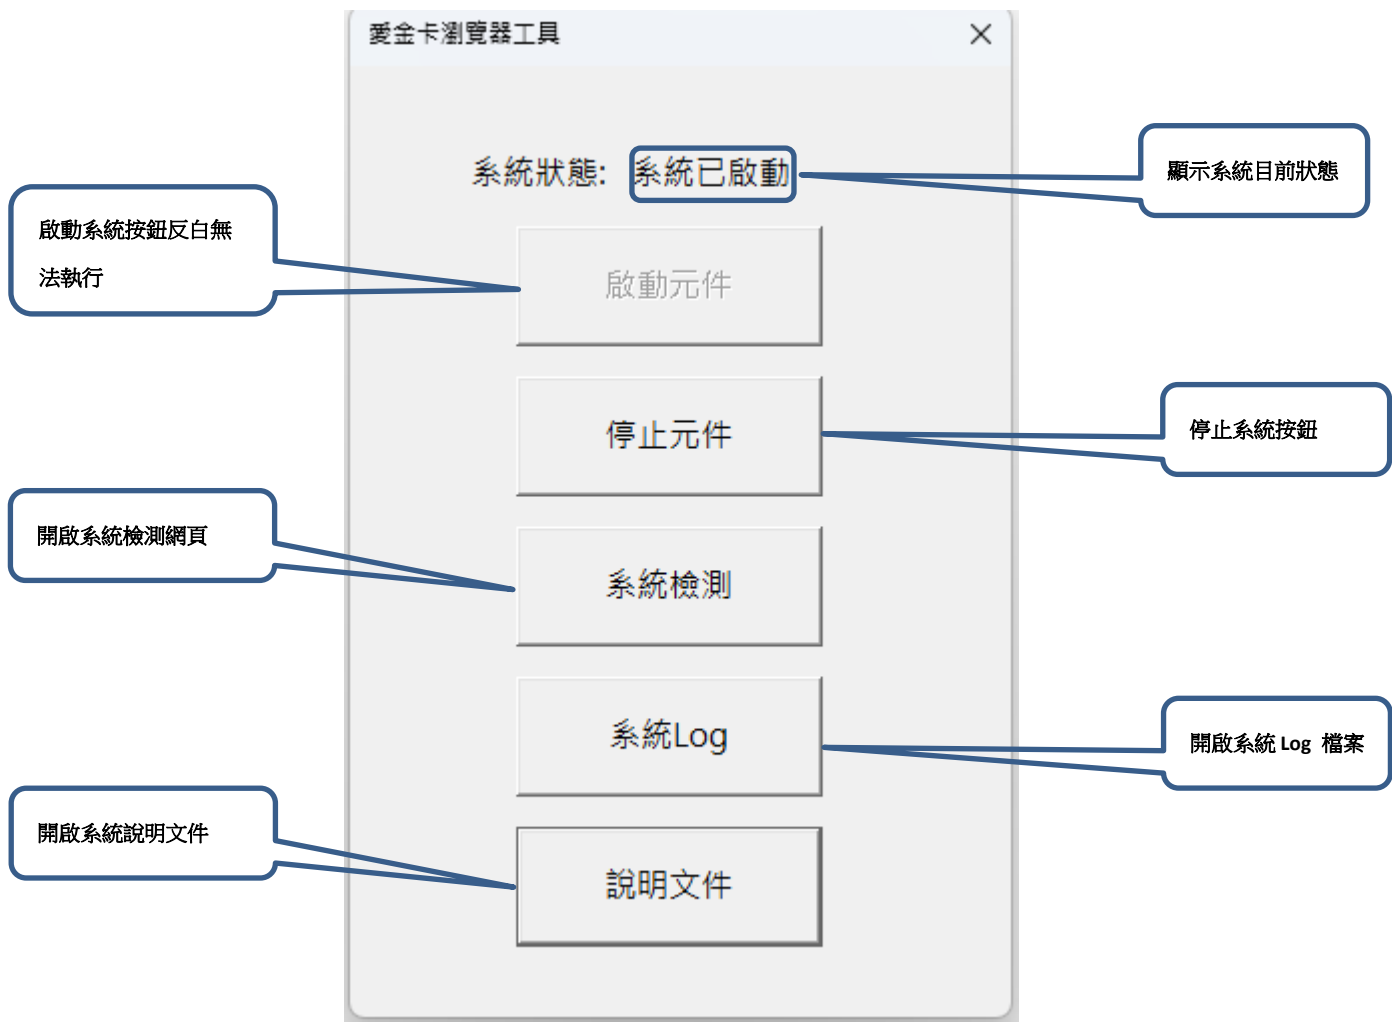 愛金卡瀏覽器工具
系統狀態: 系統已啟動
顯示系統目前狀態
啟動系統按鈕反白無
法執行
啟動元件
停止元件
停止系統按鈕
開啟系統檢測網頁
系統檢測
系統Log
開啟系統 Log 檔案
開啟系統說明文件
說明文件